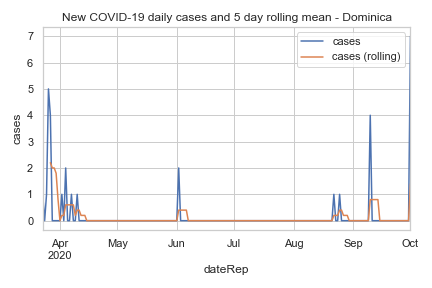 New COVID-19 daily cases and 5 day rolling mean - Dominica
cases
cases (rolling)
7
6
5
4
3
2
1
0
cases
Apr May Jun Jul Aug Sep Oct
2020
dateRep